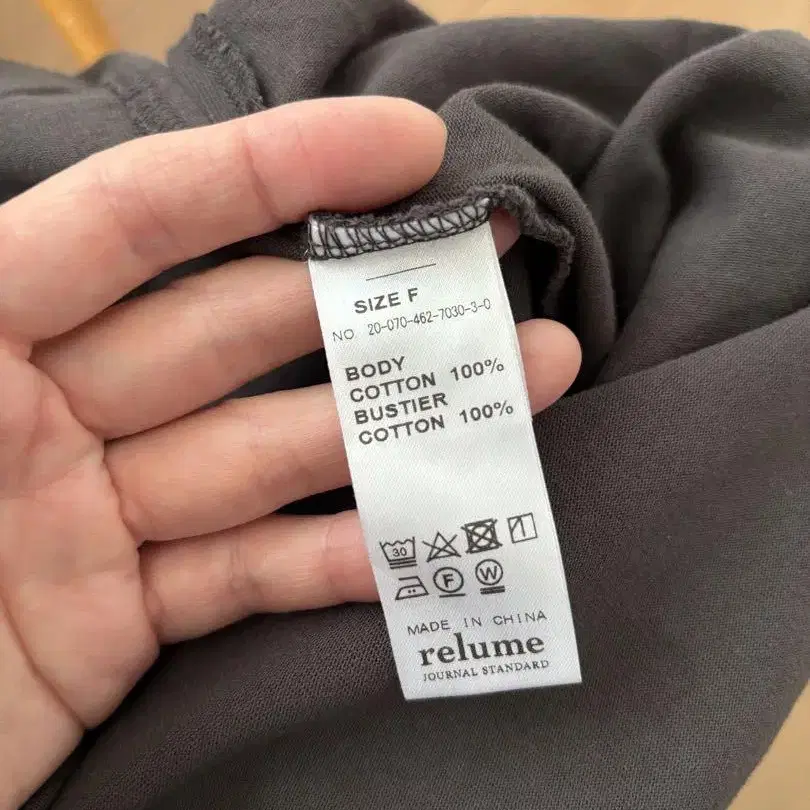 SIZE F
NO. 20-070-462-7030-3-0
BODY
COTTON 100%
BUSTIER
COTTON 100%
30
F W
MADE IN CHINA
relume
JOURNAL STANDARD